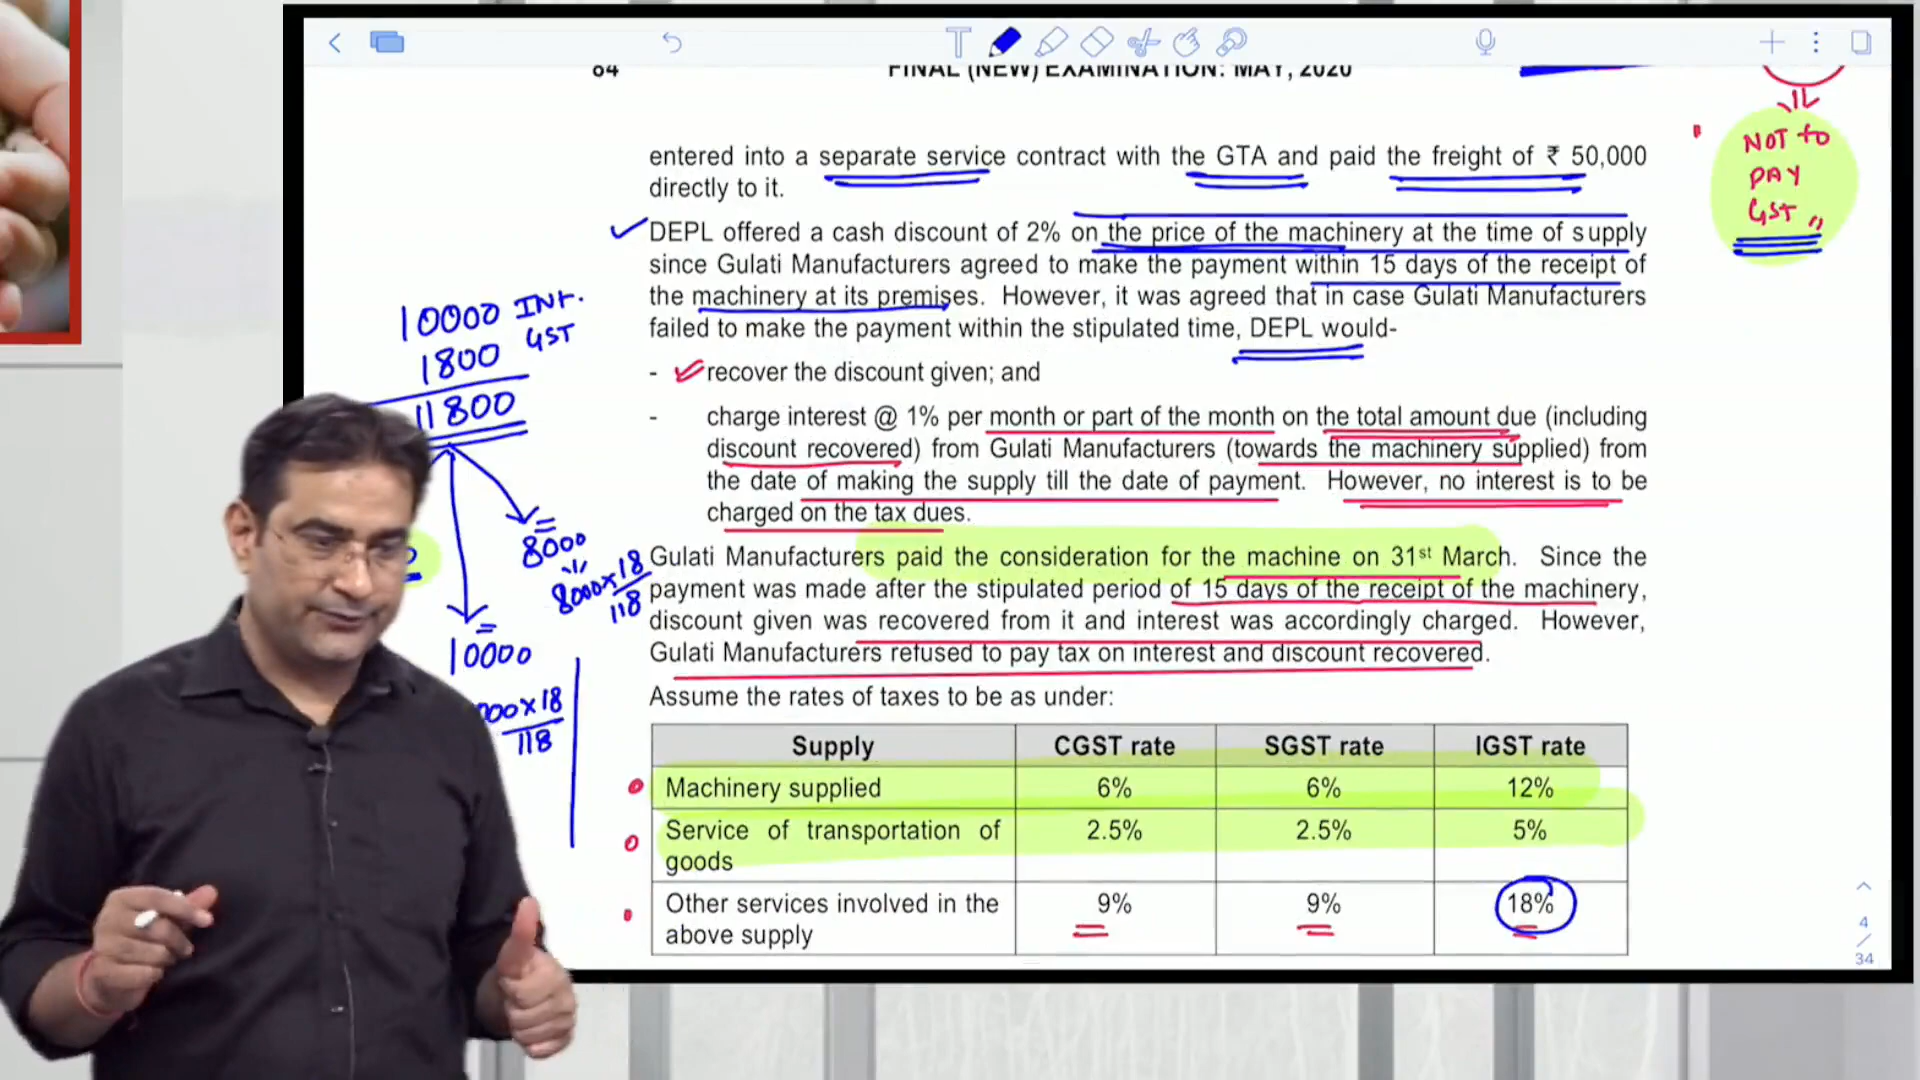 64
FINAL (NEW) EXAMINATION: MAY, 2020
NOT to
PAY
GST "
entered into a separate service contract with the GTA and paid the freight of ₹ 50,000
directly to it.
DEPL offered a cash discount of 2% on the price of the machinery at the time of supply
since Gulati Manufacturers agreed to make the payment within 15 days of the receipt of
the machinery at its premises. However, it was agreed that in case Gulati Manufacturers
failed to make the payment within the stipulated time, DEPL would-
- recover the discount given; and
- charge interest @ 1% per month or part of the month on the total amount due (including
discount recovered) from Gulati Manufacturers (towards the machinery supplied) from
the date of making the supply till the date of payment. However, no interest is to be
charged on the tax dues.
10000 INt.
1800 GST
11800
8000
8000×18
118
10000
000×18
118
Gulati Manufacturers paid the consideration for the machine on 31st March. Since the
payment was made after the stipulated period of 15 days of the receipt of the machinery,
discount given was recovered from it and interest was accordingly charged. However,
Gulati Manufacturers refused to pay tax on interest and discount recovered.
Assume the rates of taxes to be as under:
Supply CGST rate SGST rate IGST rate
Machinery supplied 6% 6% 12%
Service of transportation of
goods 2.5% 2.5% 5%
Other services involved in the
above supply 9% 9% 18%
4
/
34